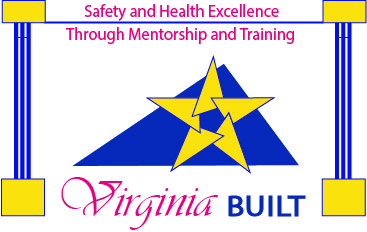 Safety and Health Excellence
Through Mentorship and Training
Virginia BUILT